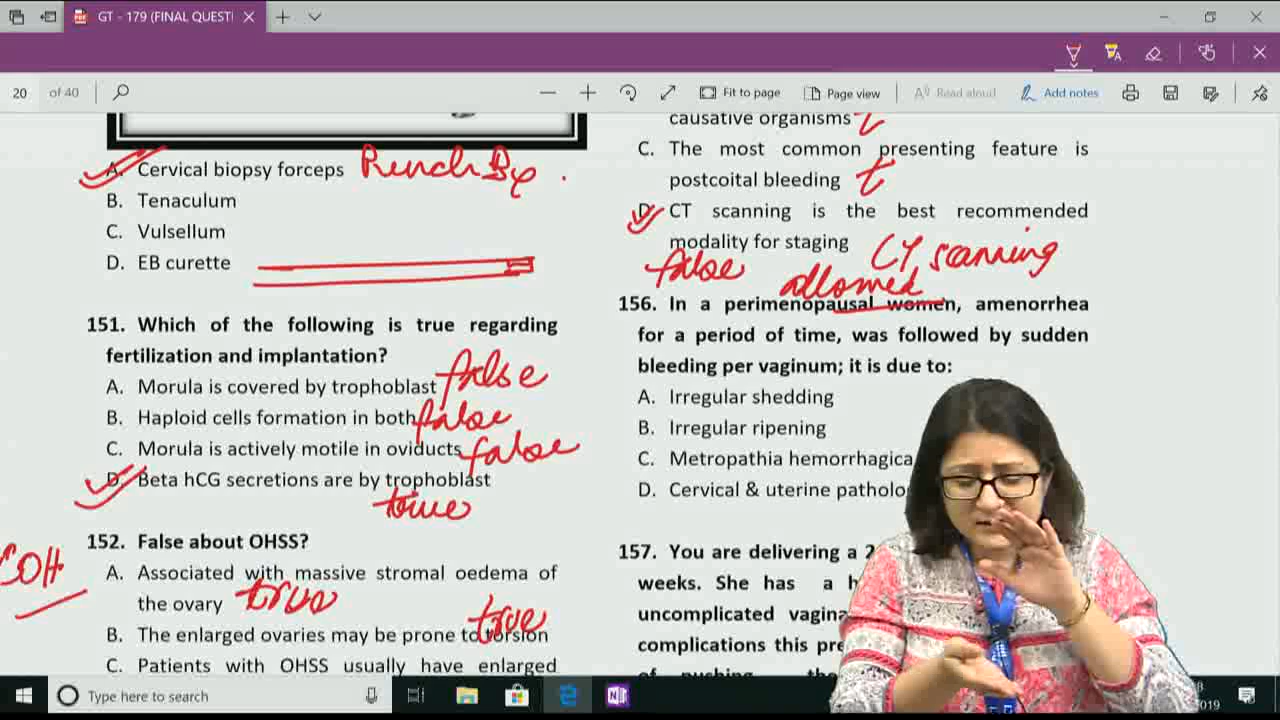 GT - 179 (FINAL QUEST
20 of 40
Fit to page
Page view
Read aloud
Add notes
A. Cervical biopsy forceps Punch Bx .
B. Tenaculum
C. Vulsellum
D. EB curette
151. Which of the following is true regarding
fertilization and implantation?
A. Morula is covered by trophoblast false
B. Haploid cells formation in both false
C. Morula is actively motile in oviducts false
D. Beta hCG secretions are by trophoblast
true
152. False about OHSS?
COH
A. Associated with massive stromal oedema of
the ovary true
true
B. The enlarged ovaries may be prone to torsion
C. Patients with OHSS usually have enlarged
causative organisms t
C. The most common presenting feature is
postcoital bleeding t
D. CT scanning is the best recommended
modality for staging
false allowed CT scanning
156. In a perimenopausal women, amenorrhea
for a period of time, was followed by sudden
bleeding per vaginum; it is due to:
A. Irregular shedding
B. Irregular ripening
C. Metropathia hemorrhagica
D. Cervical & uterine patholo
157. You are delivering a 2
weeks. She has a h
uncomplicated vagina
complications this pre
of pushing, the
Type here to search
2019